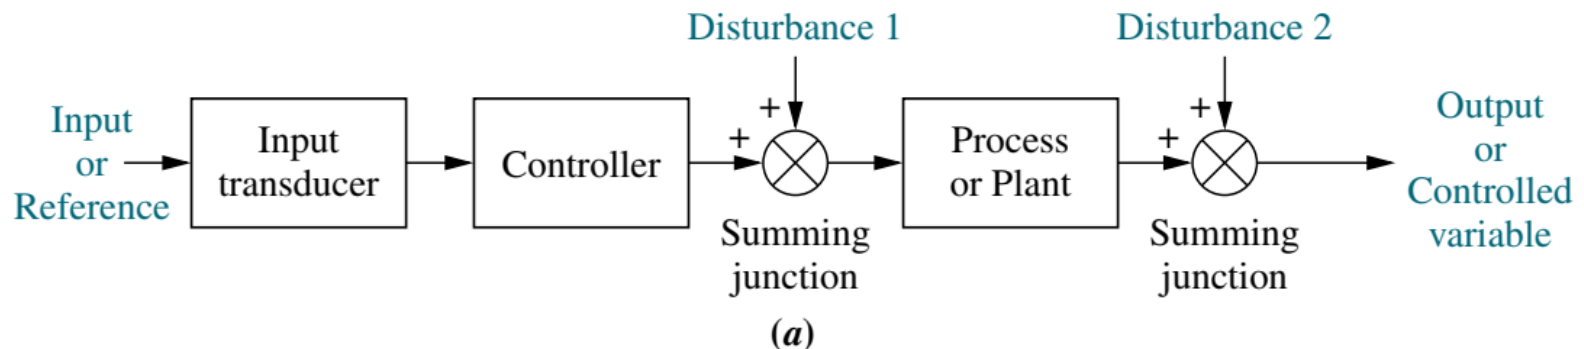 Disturbance 1
Disturbance 2
Input
or
Reference
Input
transducer
Controller
+
+
Summing
junction
Process
or Plant
+
+
Summing
junction
Output
or
Controlled
variable
(a)